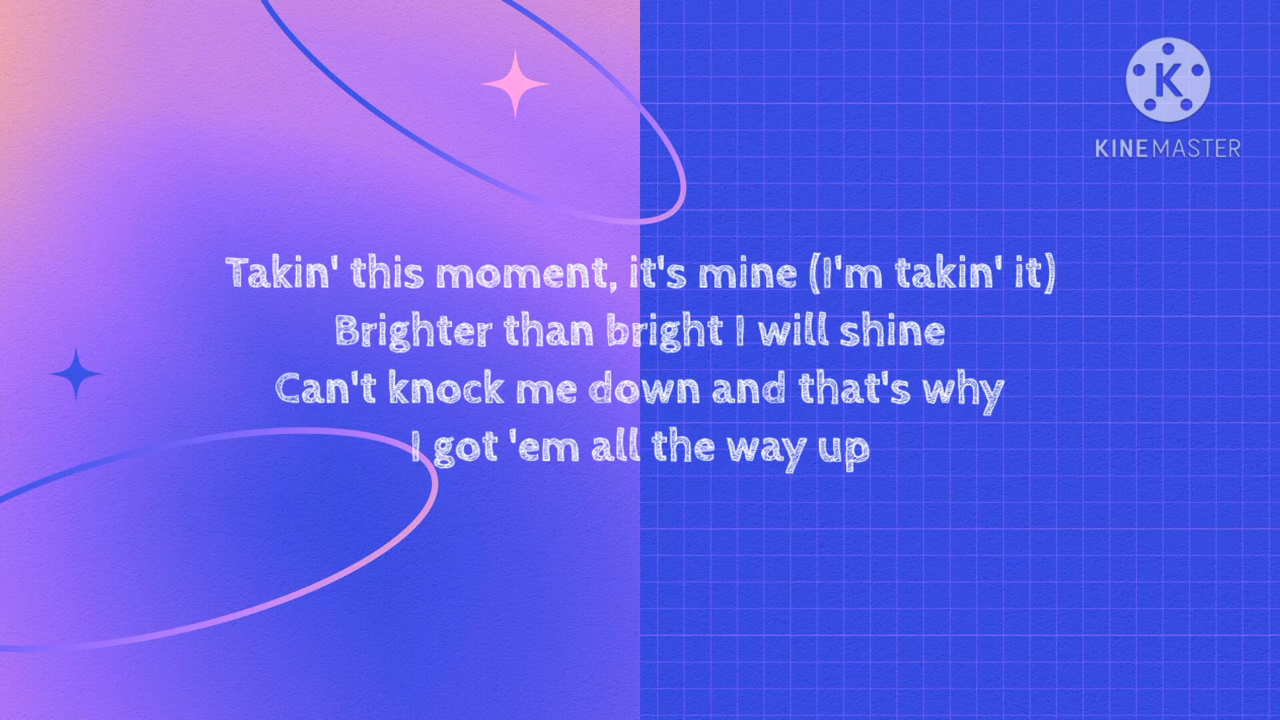 K
KINEMASTER
Takin' this moment, it's mine (I'm takin' it)
Brighter than bright I will shine
Can't knock me down and that's why
I got 'em all the way up